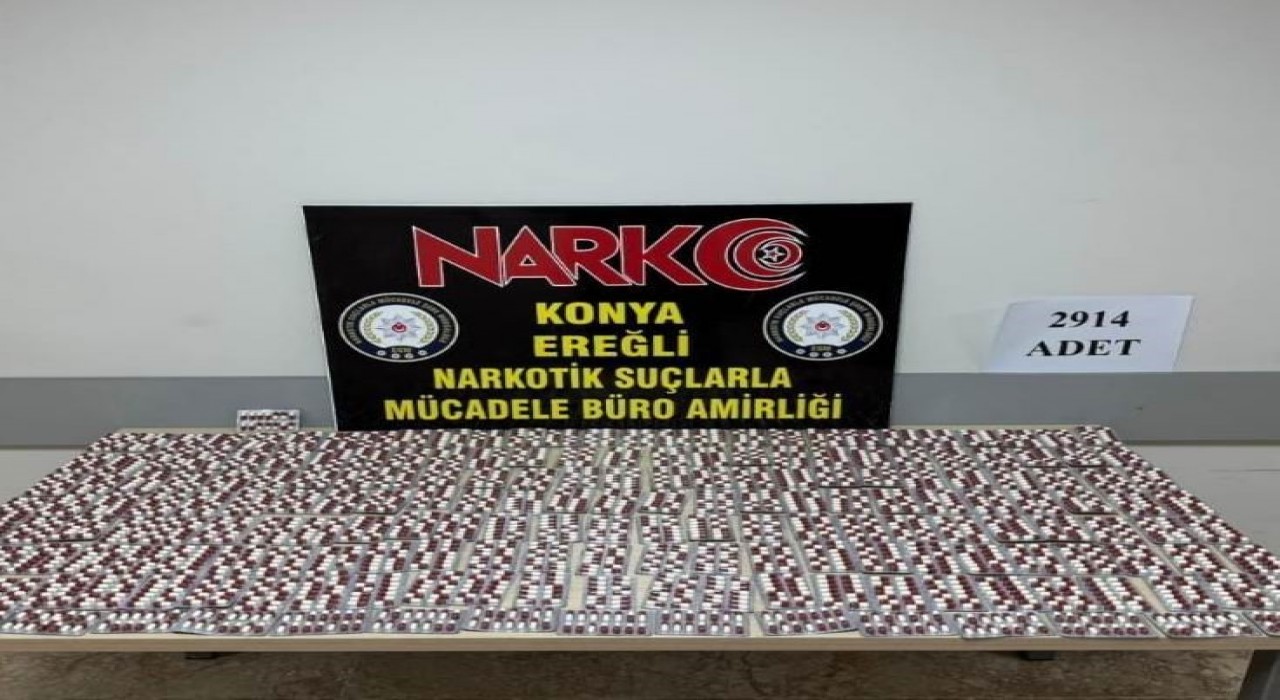 NARKO
KONYA
EREĞLİ
NARKOTİK SUÇLARLA
MÜCADELE BÜRO AMİRLİĞİ
2914
ADET